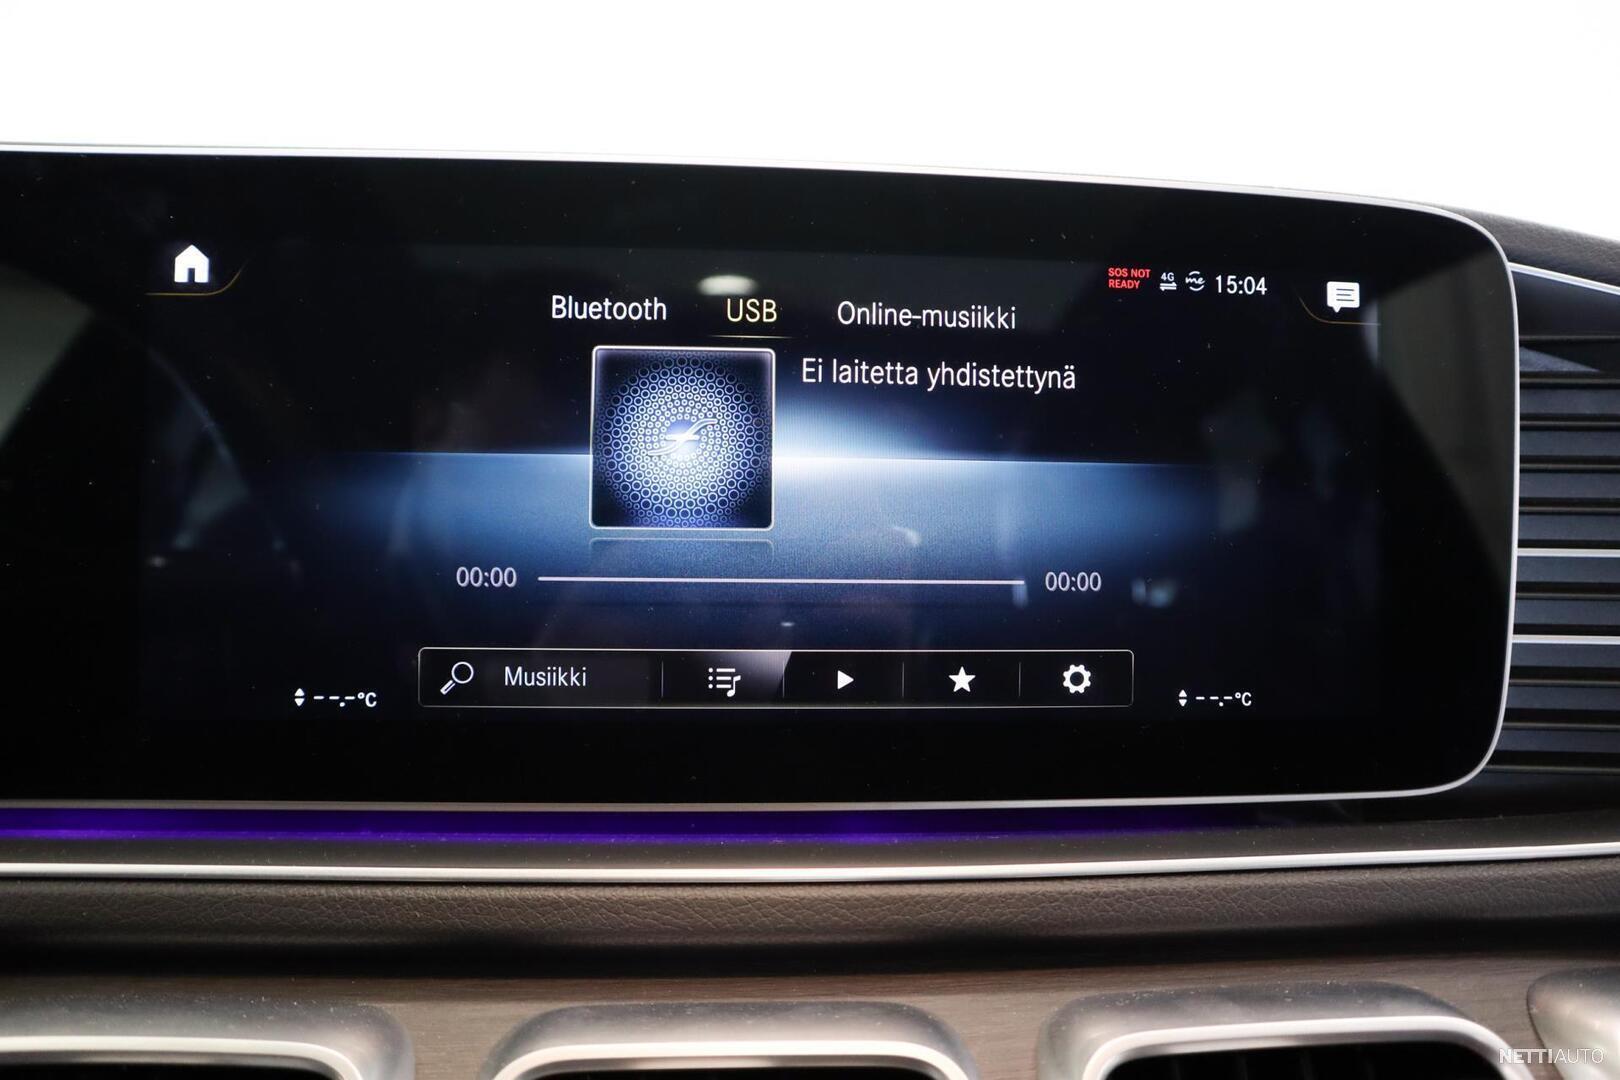 SOS NOT
READY
4G
me
15:04
Bluetooth USB Online-musiikki
Ei laitetta yhdistettynä
00:00 00:00
Musiikki
--.-°C --.-°C
NETTIAUTO